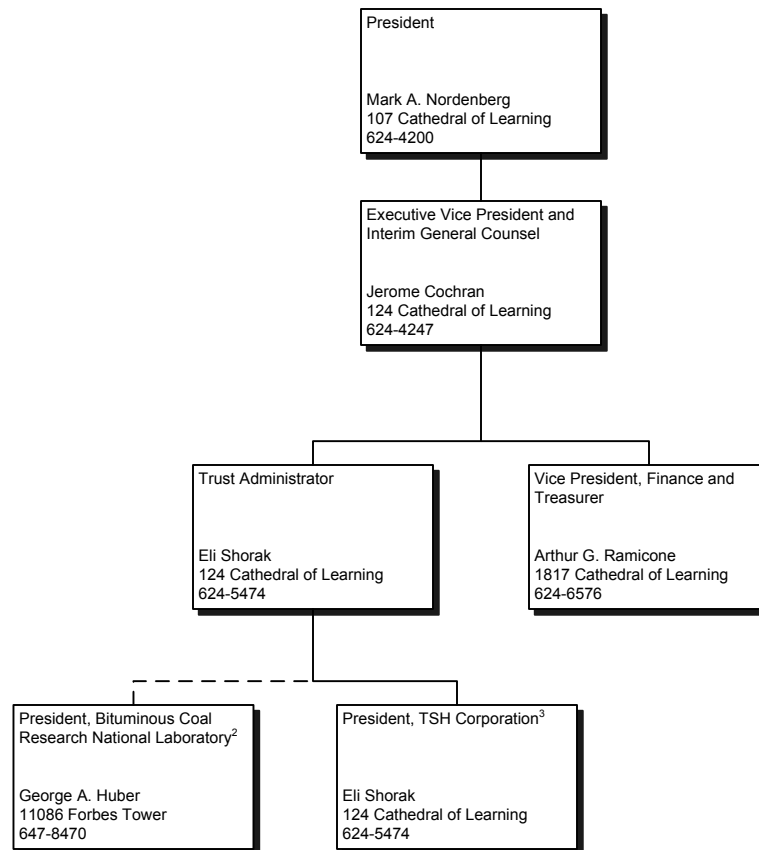 President
Mark A. Nordenberg
107 Cathedral of Learning
624-4200
Executive Vice President and
Interim General Counsel
Jerome Cochran
124 Cathedral of Learning
624-4247
Trust Administrator
Eli Shorak
124 Cathedral of Learning
624-5474
Vice President, Finance and
Treasurer
Arthur G. Ramicone
1817 Cathedral of Learning
624-6576
President, Bituminous Coal
Research National Laboratory²
George A. Huber
11086 Forbes Tower
647-8470
President, TSH Corporation³
Eli Shorak
124 Cathedral of Learning
624-5474